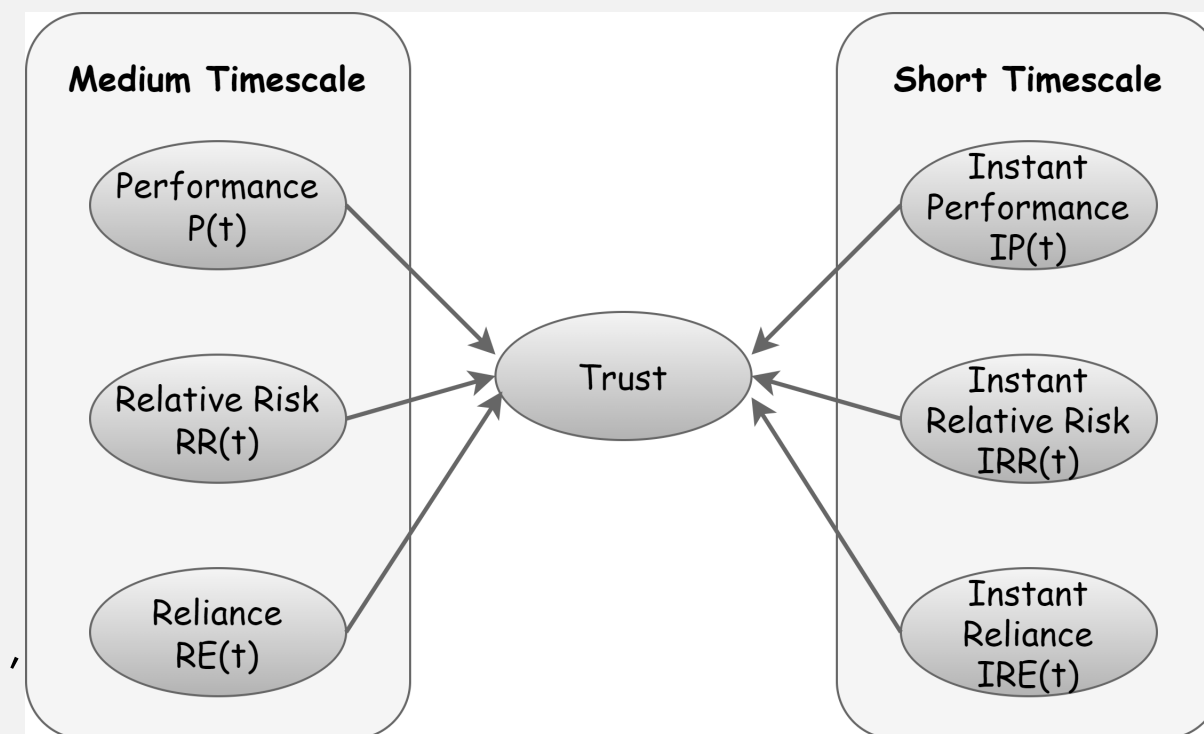 Medium Timescale
Performance
P(t)
Relative Risk
RR(t)
Reliance
RE(t)
,
Trust
Short Timescale
Instant
Performance
IP(t)
Instant
Relative Risk
IRR(t)
Instant
Reliance
IRE(t)